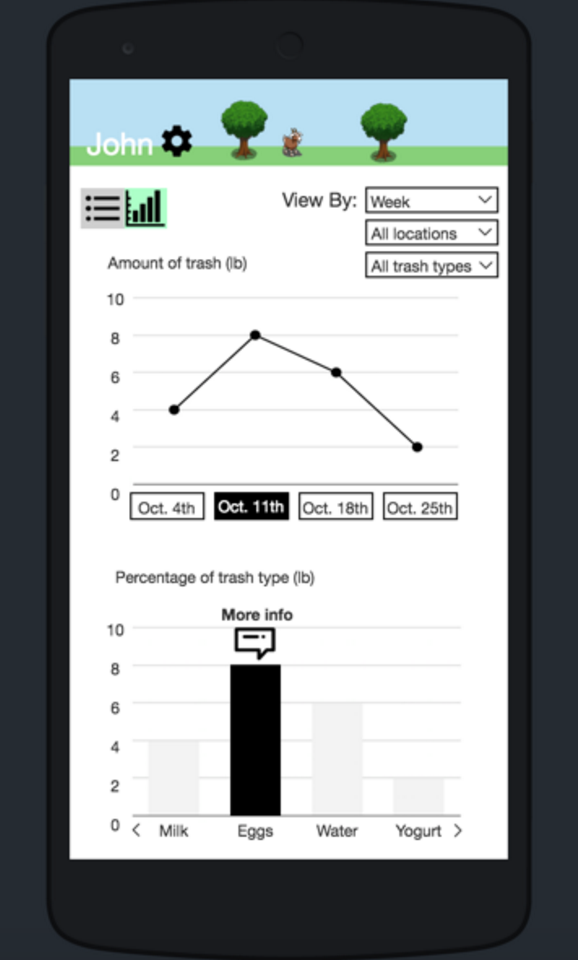 John
View By: Week
All locations
All trash types
Amount of trash (lb)
10
8
6
4
2
0
Oct. 4th Oct. 11th Oct. 18th Oct. 25th
Percentage of trash type (lb)
More info
10
8
6
4
2
0
Milk Eggs Water Yogurt